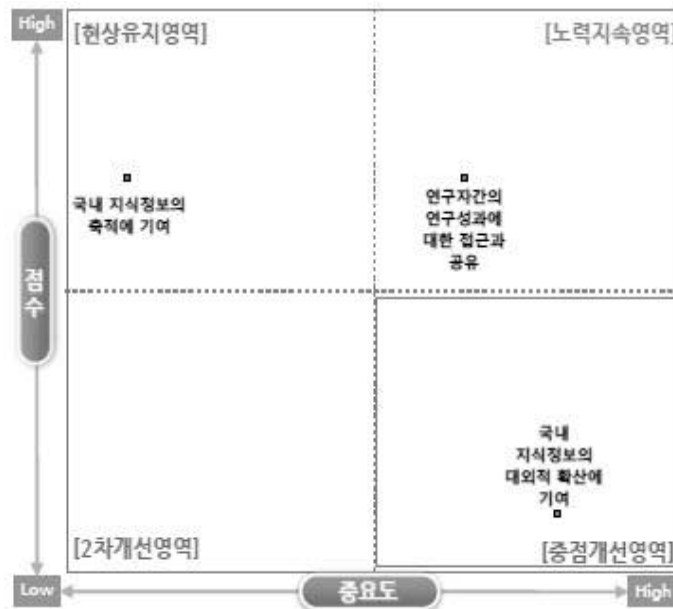 High
[현상유지영역]
[노력지속영역]
국내 지식정보의
축적에 기여
연구자간의
연구성과에
대한 접근과
공유
점
수
국내
지식정보의
대외적 확산에
기여
[2차개선영역]
[중점개선영역]
Low
중요도
High